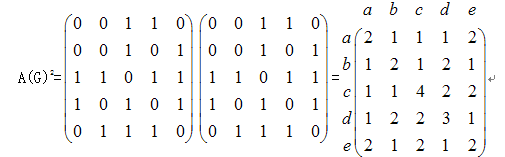 a b c d e
A(G)²= 0 0 1 1 0 0 0 1 1 0 = a 2 1 1 1 2
0 0 1 0 1 0 0 1 0 1 b 1 2 1 2 1
1 1 0 1 1 1 1 0 1 1 c 1 1 4 2 2
1 0 1 0 1 1 0 1 0 1 d 1 2 2 3 1
0 1 1 1 0 0 1 1 1 0 e 2 1 2 1 2